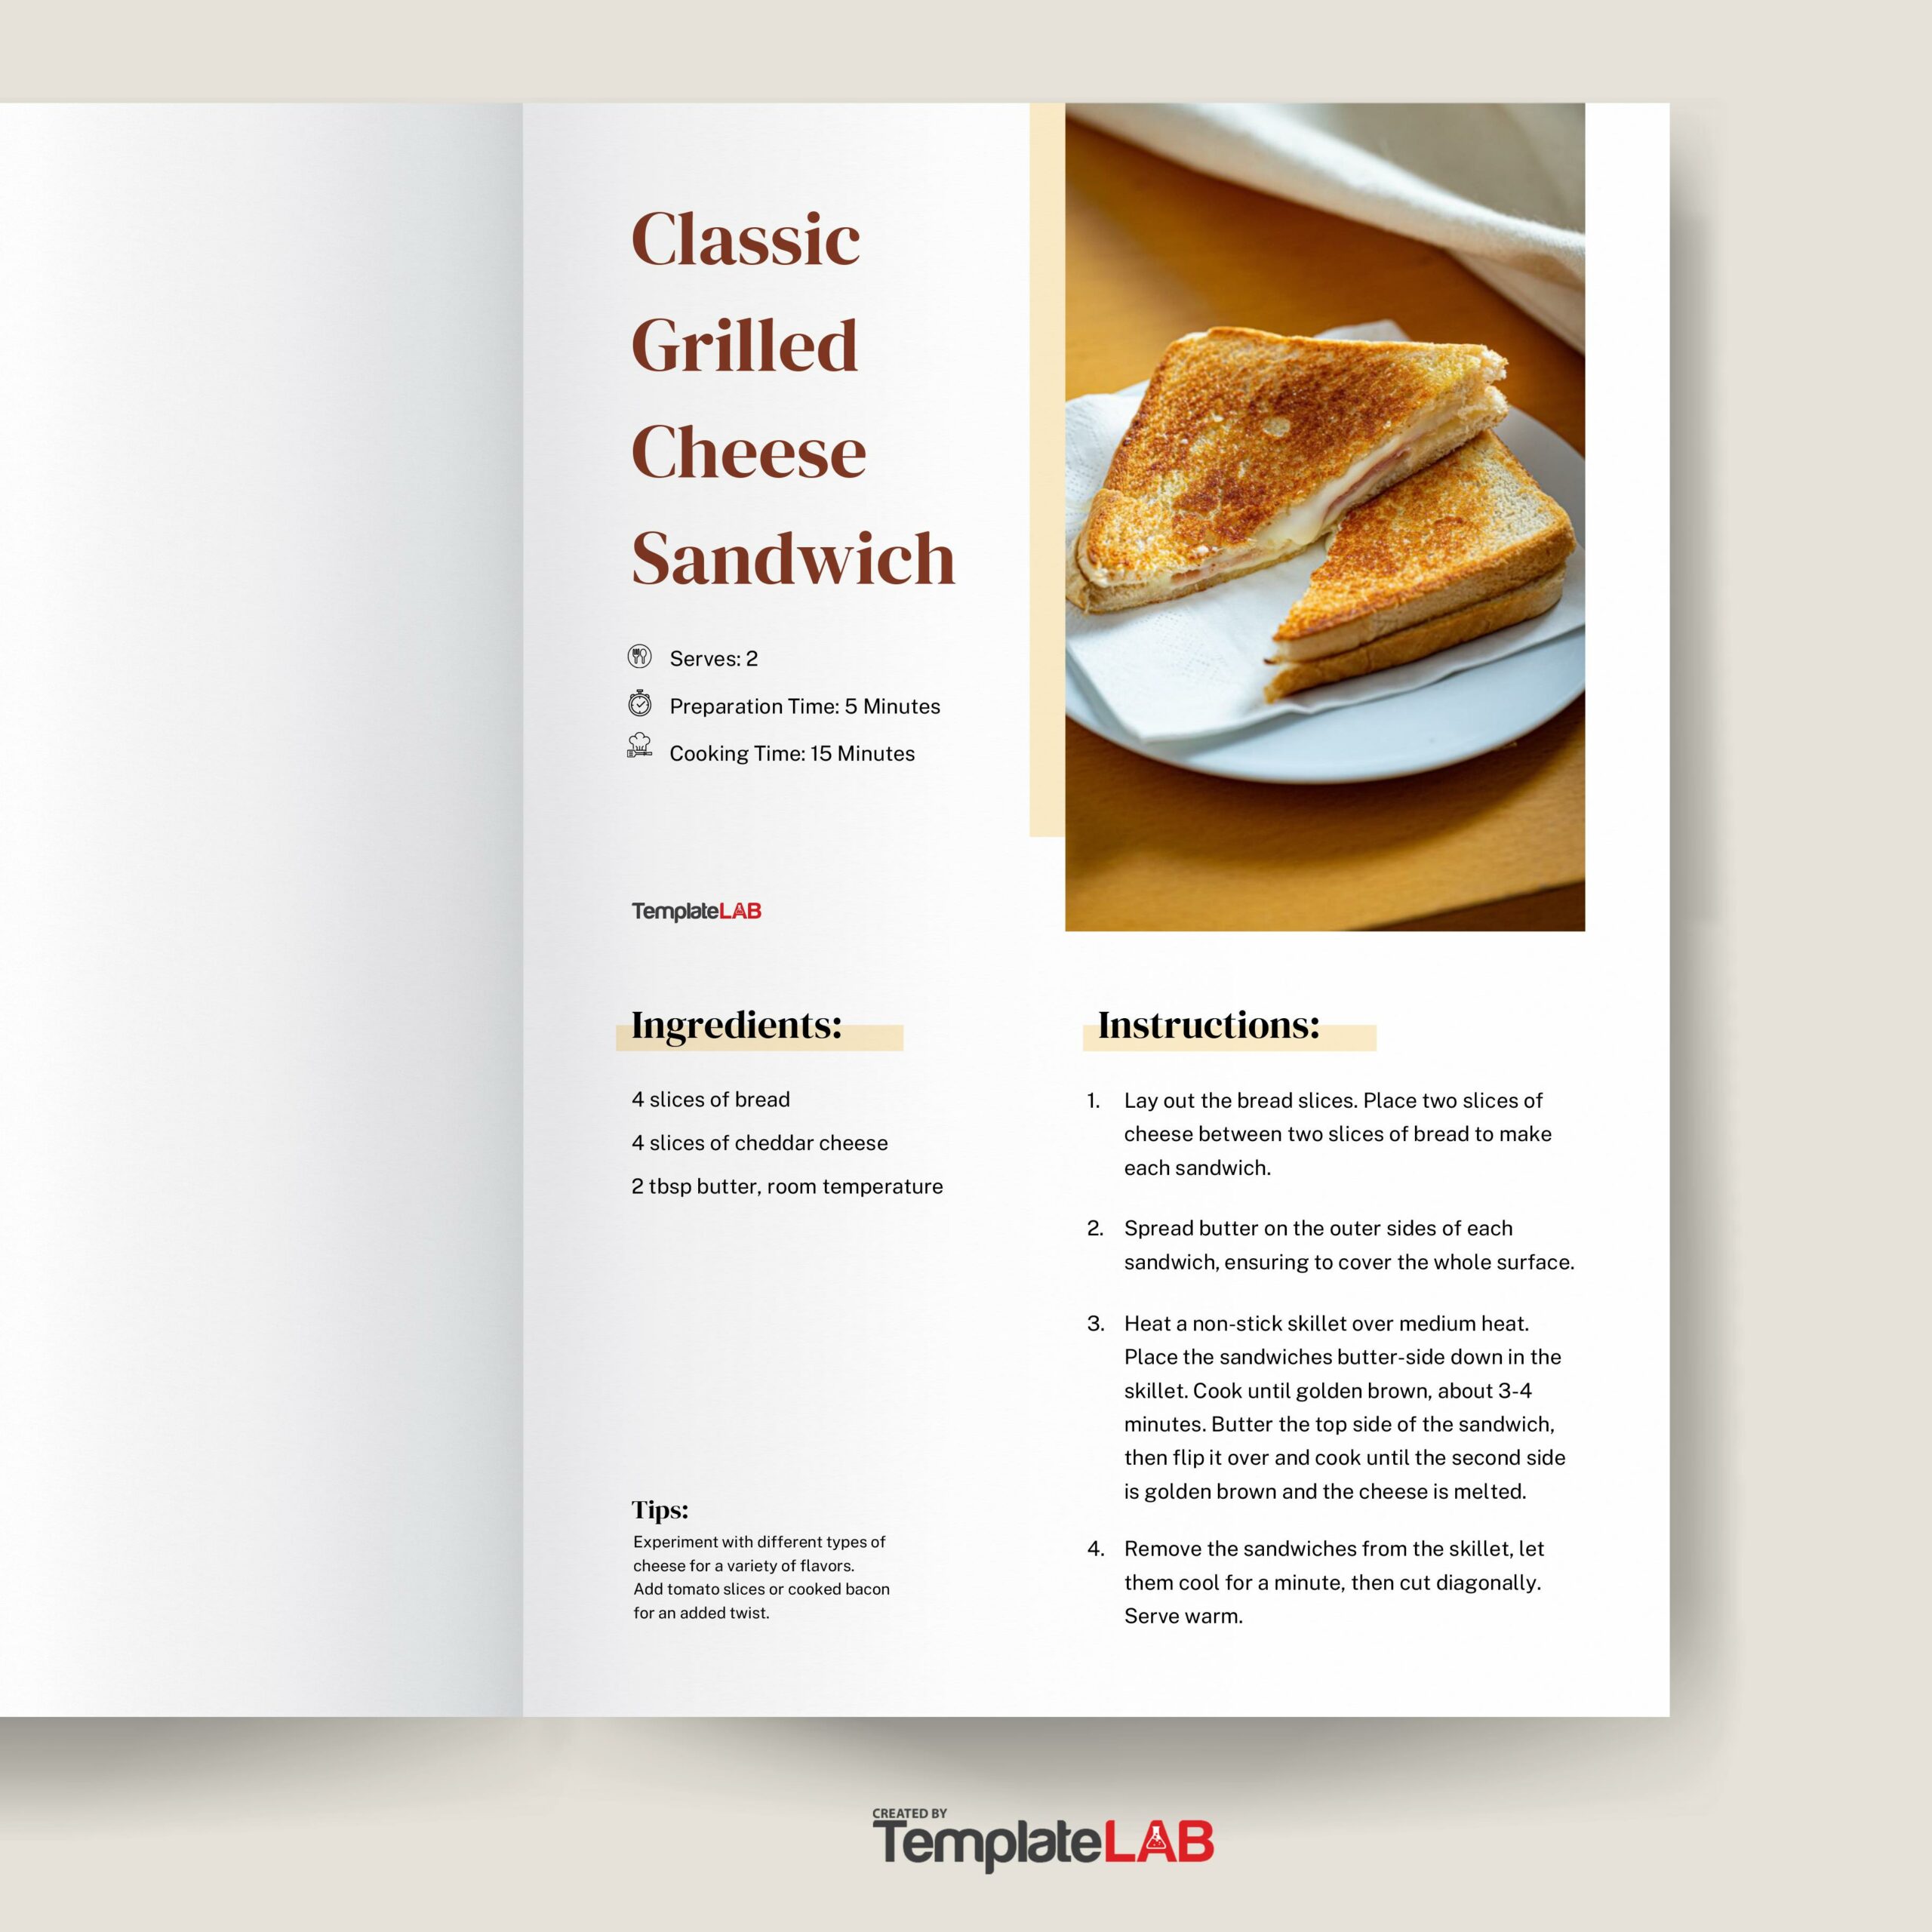 Classic
Grilled
Cheese
Sandwich
Serves: 2
Preparation Time: 5 Minutes
Cooking Time: 15 Minutes
TemplateLAB
Ingredients:
4 slices of bread
4 slices of cheddar cheese
2 tbsp butter, room temperature
Tips:
Experiment with different types of
cheese for a variety of flavors.
Add tomato slices or cooked bacon
for an added twist.
Instructions:
1. Lay out the bread slices. Place two slices of
cheese between two slices of bread to make
each sandwich.
2. Spread butter on the outer sides of each
sandwich, ensuring to cover the whole surface.
3. Heat a non-stick skillet over medium heat.
Place the sandwiches butter-side down in the
skillet. Cook until golden brown, about 3-4
minutes. Butter the top side of the sandwich,
then flip it over and cook until the second side
is golden brown and the cheese is melted.
4. Remove the sandwiches from the skillet, let
them cool for a minute, then cut diagonally.
Serve warm.
CREATED BY
TemplateLAB